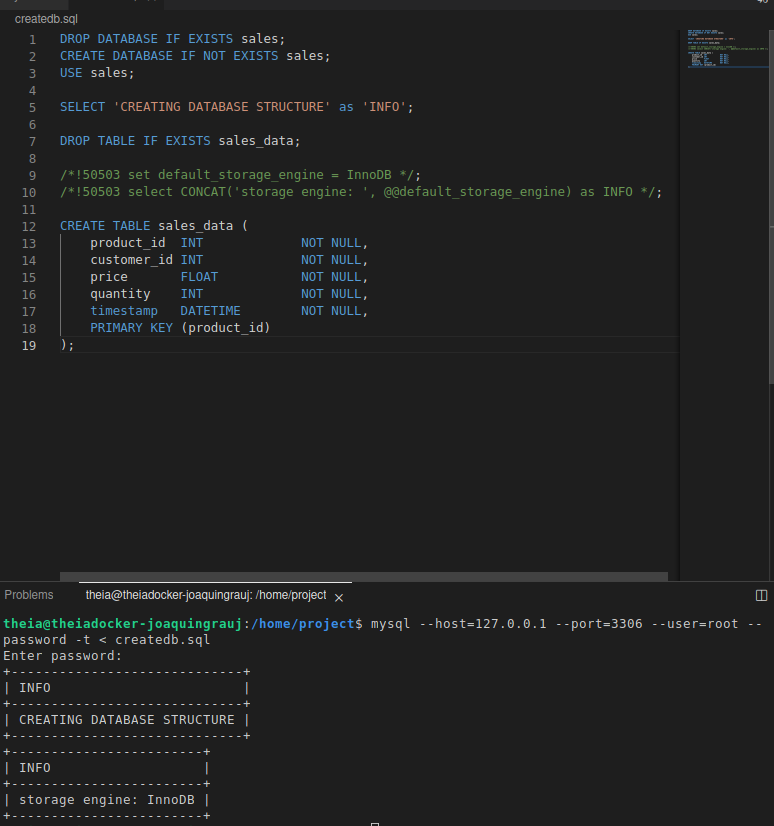 createdb.sql
1 DROP DATABASE IF EXISTS sales;
2 CREATE DATABASE IF NOT EXISTS sales;
3 USE sales;
4
5 SELECT 'CREATING DATABASE STRUCTURE' as 'INFO';
6
7 DROP TABLE IF EXISTS sales_data;
8
9 /*!50503 set default_storage_engine = InnoDB */;
10 /*!50503 select CONCAT('storage engine: ', @@default_storage_engine) as INFO */;
11
12 CREATE TABLE sales_data (
13     product_id  INT             NOT NULL,
14     customer_id INT             NOT NULL,
15     price       FLOAT           NOT NULL,
16     quantity    INT             NOT NULL,
17     timestamp   DATETIME        NOT NULL,
18     PRIMARY KEY (product_id)
19 );
Problems theia@theiadocker-joaquingrauj: /home/project
theia@theiadocker-joaquingrauj:/home/project$ mysql --host=127.0.0.1 --port=3306 --user=root --
password -t < createdb.sql
Enter password:
+-----------------------------+
| INFO                        |
+-----------------------------+
| CREATING DATABASE STRUCTURE |
+-----------------------------+
+------------------------+
| INFO                   |
+------------------------+
| storage engine: InnoDB |
+------------------------+